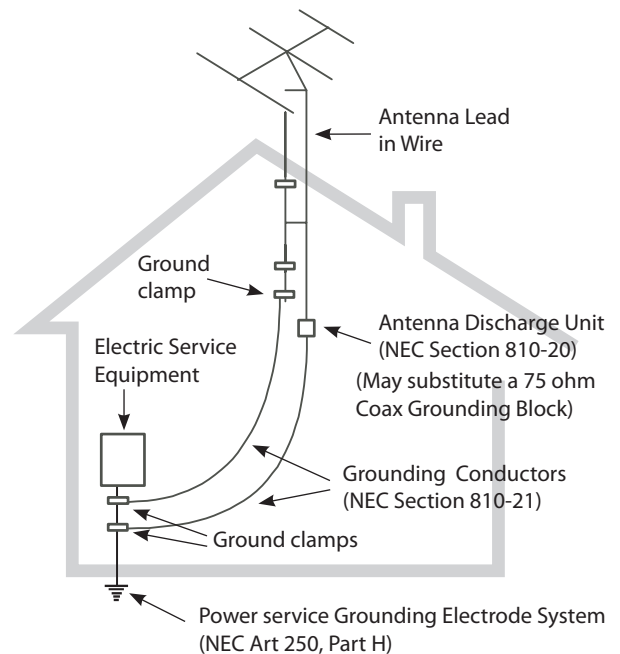 Antenna Lead
in Wire
Ground
clamp
Antenna Discharge Unit
(NEC Section 810-20)
(May substitute a 75 ohm
Coax Grounding Block)
Electric Service
Equipment
Grounding Conductors
(NEC Section 810-21)
Ground clamps
Power service Grounding Electrode System
(NEC Art 250, Part H)